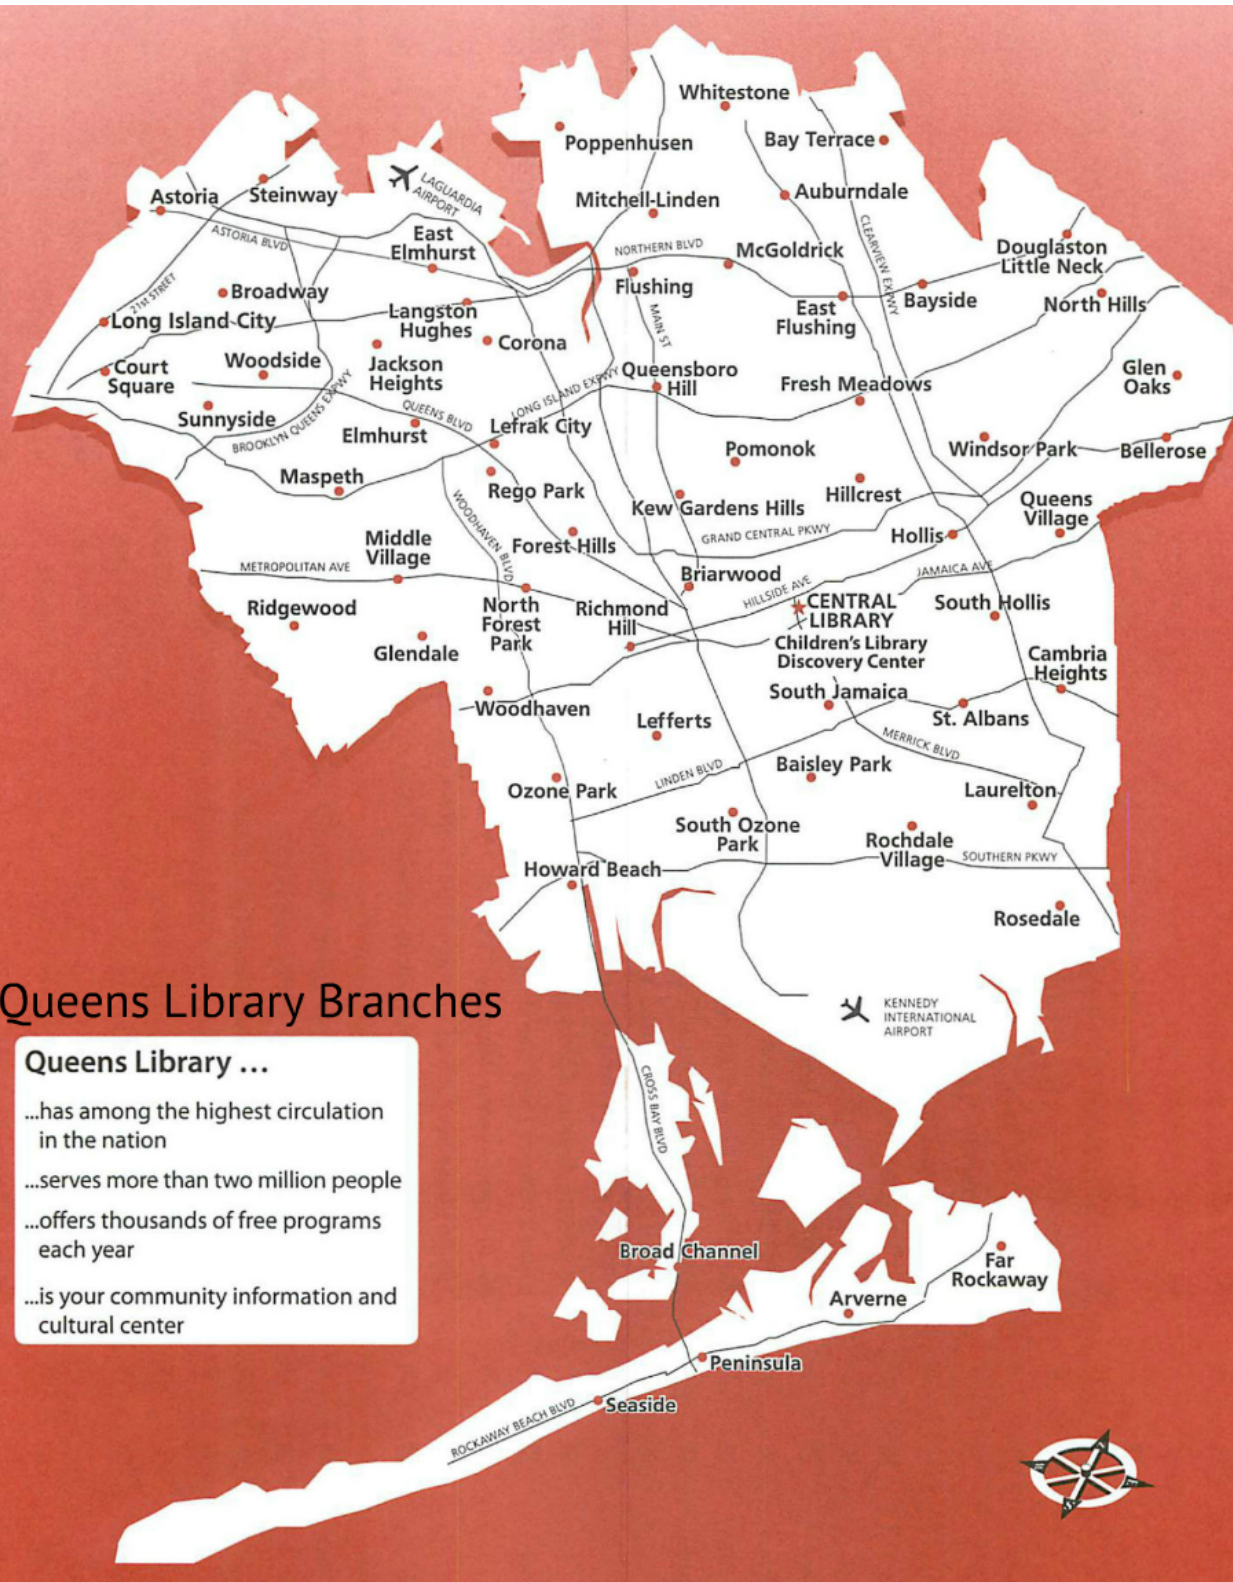 Whitestone
Poppenhusen
Bay Terrace
LAGUARDIA
AIRPORT
Astoria
Steinway
Mitchell-Linden
Auburndale
ASTORIA BLVD
East
Elmhurst
NORTHERN BLVD
McGoldrick
CLEARVIEW EXPWY
Douglaston
Little Neck
21st STREET
Broadway
Flushing
Langston
Hughes
East
Flushing
Bayside
North Hills
Long Island City
MAIN ST
Corona
Court
Square
Woodside
Jackson
Heights
Queensboro
Hill
Fresh Meadows
Glen
Oaks
LONG ISLAND EXPWY
Sunnyside
BROOKLYN QUEENS EXPWY
QUEENS BLVD
Elmhurst
Lefrak City
Pomonok
Windsor Park
Bellerose
Maspeth
Rego Park
Kew Gardens Hills
Hillcrest
Queens
Village
WOODHAVEN BLVD
GRAND CENTRAL PKWY
Hollis
Middle
Village
Forest Hills
METROPOLITAN AVE
Briarwood
HILLSIDE AVE
JAMAICA AVE
Ridgewood
North
Forest
Park
Richmond
Hill
CENTRAL
LIBRARY
Children's Library
Discovery Center
South Hollis
Glendale
Cambria
Heights
South Jamaica
Woodhaven
Lefferts
St. Albans
MERRICK BLVD
Baisley Park
LINDEN BLVD
Ozone Park
Laurelton
South Ozone
Park
Rochdale
Village
SOUTHERN PKWY
Howard Beach
Rosedale
KENNEDY
INTERNATIONAL
AIRPORT
Queens Library Branches
Queens Library ...
...has among the highest circulation
in the nation
...serves more than two million people
...offers thousands of free programs
each year
...is your community information and
cultural center
CROSS BAY BLVD
Broad Channel
Far
Rockaway
Arverne
Peninsula
Seaside
ROCKAWAY BEACH BLVD